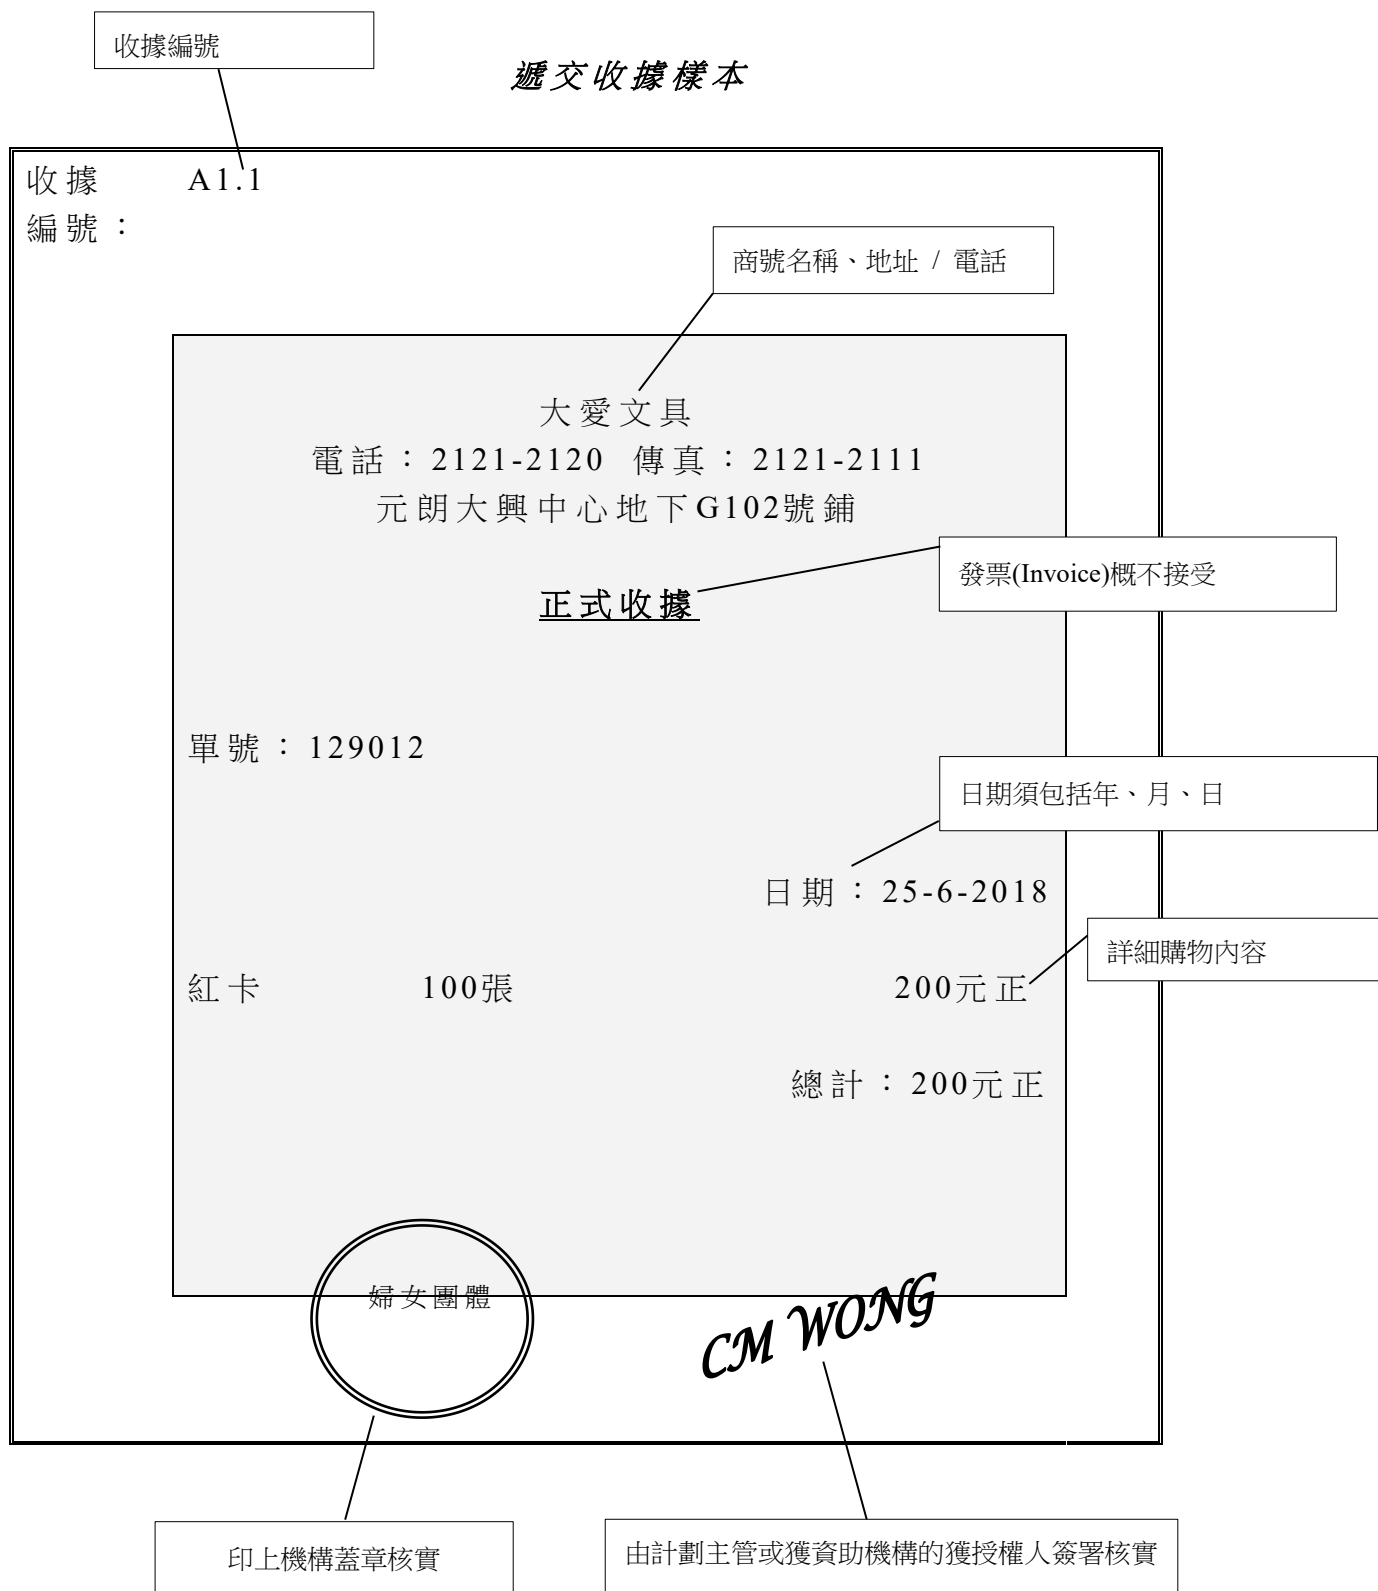 收據編號
遞交收據樣本
收據 A1.1
編號：
商號名稱、地址 / 電話
大愛文具
電話：2121-2120 傳真：2121-2111
元朗大興中心地下G102號鋪
發票(Invoice)概不接受
正式收據
單號：129012
日期須包括年、月、日
日期：25-6-2018
詳細購物內容
紅卡 100張 200元正
總計：200元正
婦女團體
CM WONG
印上機構蓋章核實
由計劃主管或獲資助機構的獲授權人簽署核實